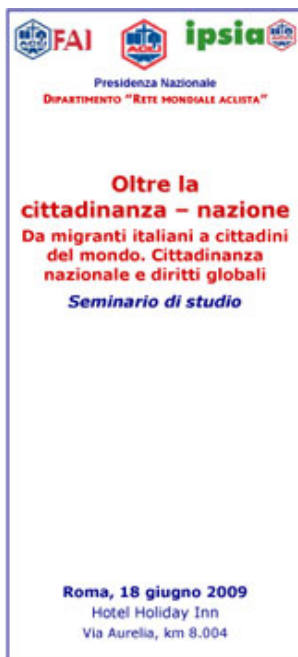 FAI ipsia
Presidenza Nazionale
DIPARTIMENTO "RETE MONDIALE ACLISTA"
Oltre la
cittadinanza – nazione
Da migranti italiani a cittadini
del mondo. Cittadinanza
nazionale e diritti globali
Seminario di studio
Roma, 18 giugno 2009
Hotel Holiday Inn
Via Aurelia, km 8.004